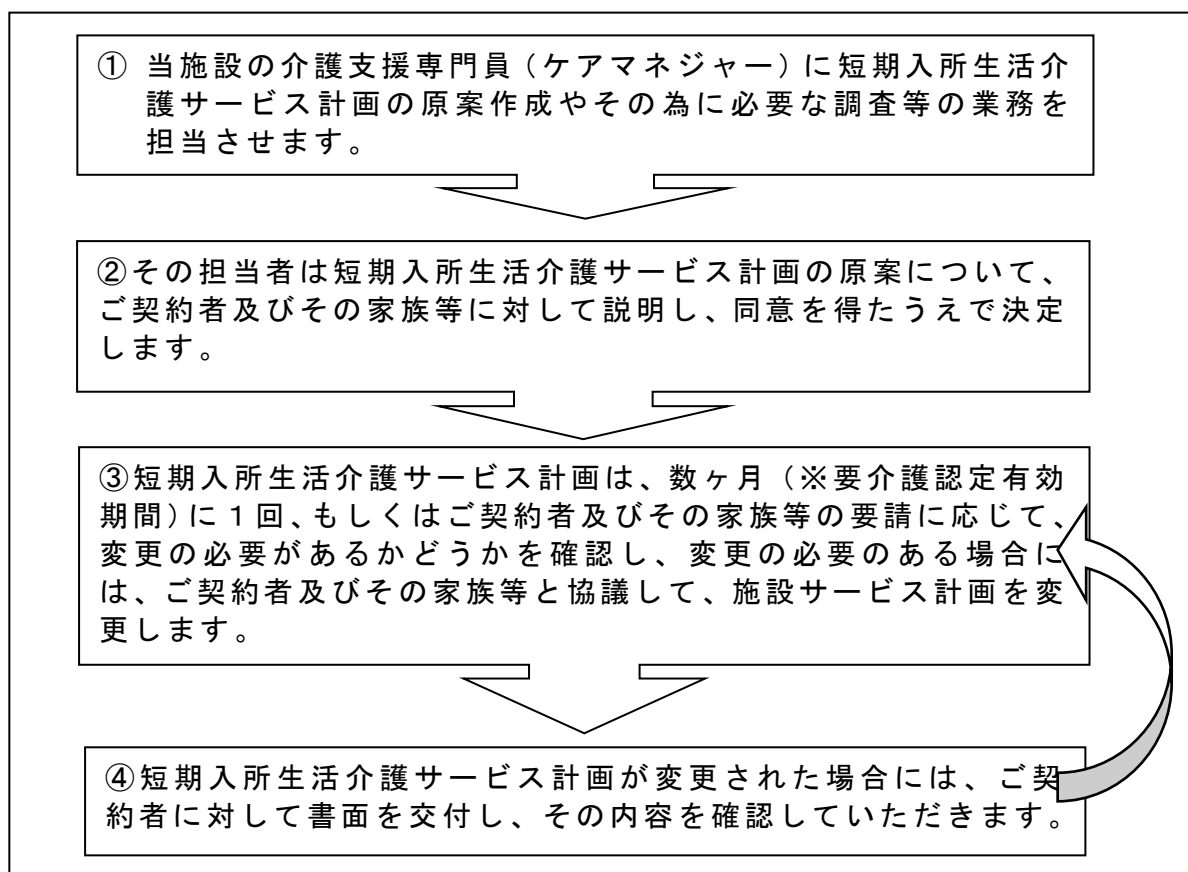 ① 当施設の介護支援専門員（ケアマネジャー）に短期入所生活介
護サービス計画の原案作成やその為に必要な調査等の業務を
担当させます。
②その担当者は短期入所生活介護サービス計画の原案について、
ご契約者及びその家族等に対して説明し、同意を得たうえで決定
します。
③短期入所生活介護サービス計画は、数ヶ月（※要介護認定有効
期間）に１回、もしくはご契約者及びその家族等の要請に応じて、
変更の必要があるかどうかを確認し、変更の必要のある場合に
は、ご契約者及びその家族等と協議して、施設サービス計画を変
更します。
④短期入所生活介護サービス計画が変更された場合には、ご契
約者に対して書面を交付し、その内容を確認していただきます。